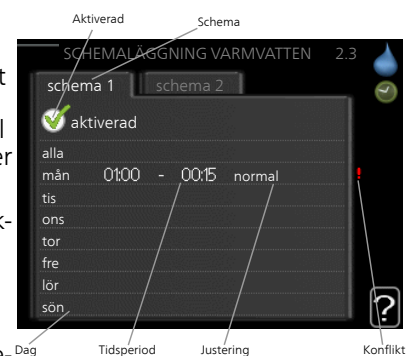 Aktiverad
Schema
SCHEMALÄGGNING VARMVATTEN 2.3
schema 1 schema 2
aktiverad
alla
mån 01:00 - 00:15 normal !
tis
ons
tor
fre
lör
sön
?
Dag Tidsperiod Justering Konflikt